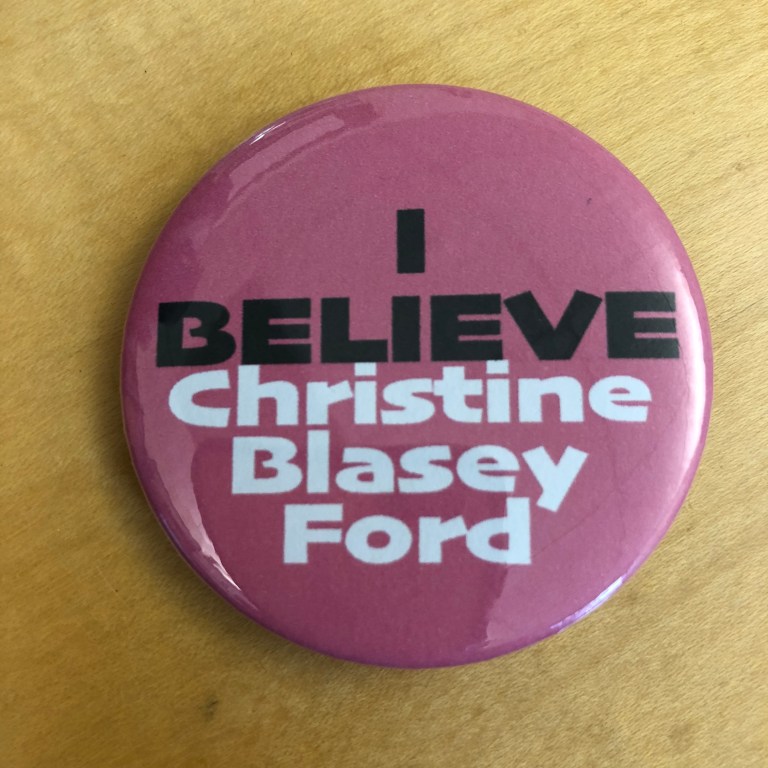 I
BELIEVE
Christine
Blasey
Ford